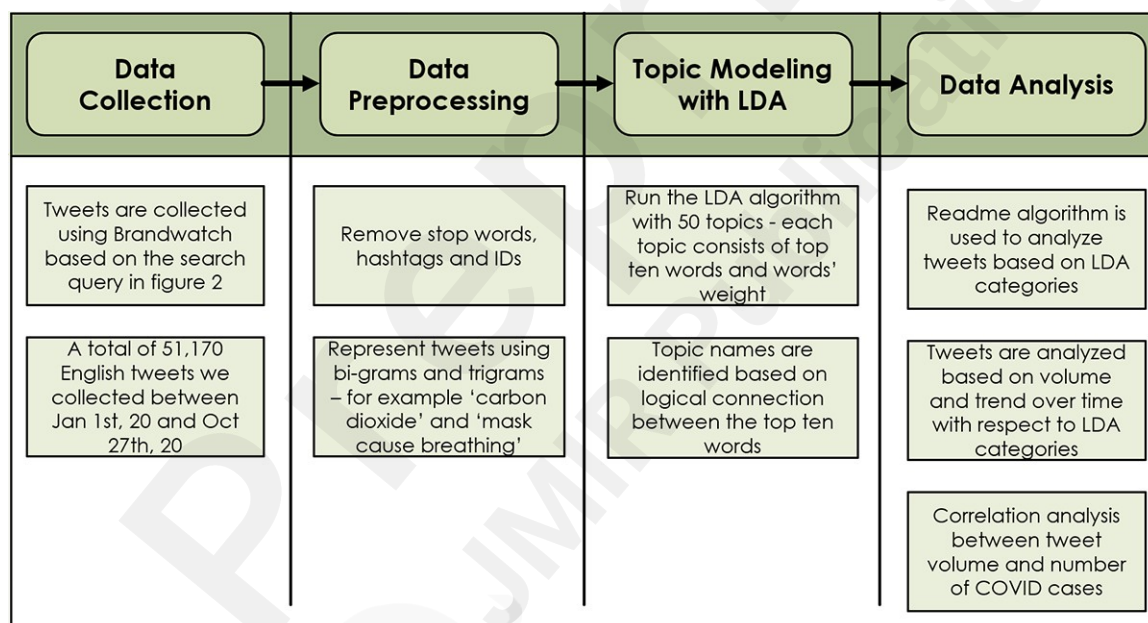 Data
Collection
Data
Preprocessing
Topic Modeling
with LDA
Data Analysis
Tweets are collected
using Brandwatch
based on the search
query in figure 2
A total of 51,170
English tweets we
collected between
Jan 1st, 20 and Oct
27th, 20
Remove stop words,
hashtags and IDs
Represent tweets using
bi-grams and trigrams
– for example ‘carbon
dioxide’ and ‘mask
cause breathing’
Run the LDA algorithm
with 50 topics - each
topic consists of top
ten words and words’
weight
Topic names are
identified based on
logical connection
between the top ten
words
Readme algorithm is
used to analyze
tweets based on LDA
categories
Tweets are analyzed
based on volume
and trend over time
with respect to LDA
categories
Correlation analysis
between tweet
volume and number
of COVID cases